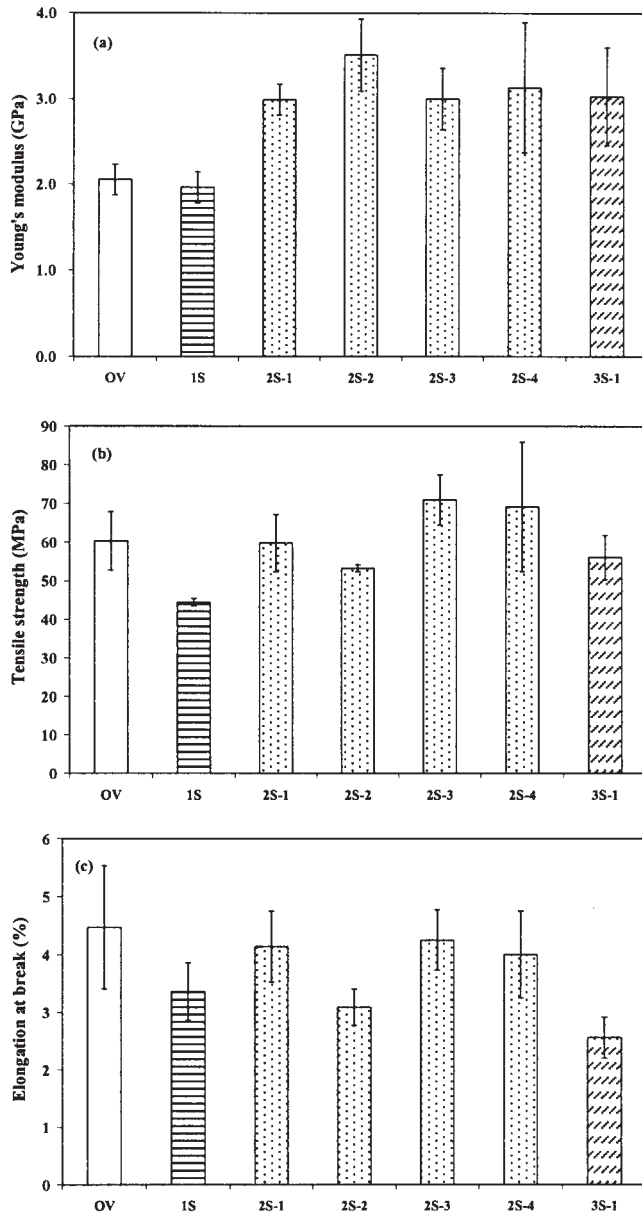 (a)
Young's modulus (GPa)
4.0
3.0
2.0
1.0
0.0
OV 1S 2S-1 2S-2 2S-3 2S-4 3S-1
(b)
Tensile strength (MPa)
90
80
70
60
50
40
30
20
10
0
OV 1S 2S-1 2S-2 2S-3 2S-4 3S-1
(c)
Elongation at break (%)
6
5
4
3
2
1
0
OV 1S 2S-1 2S-2 2S-3 2S-4 3S-1